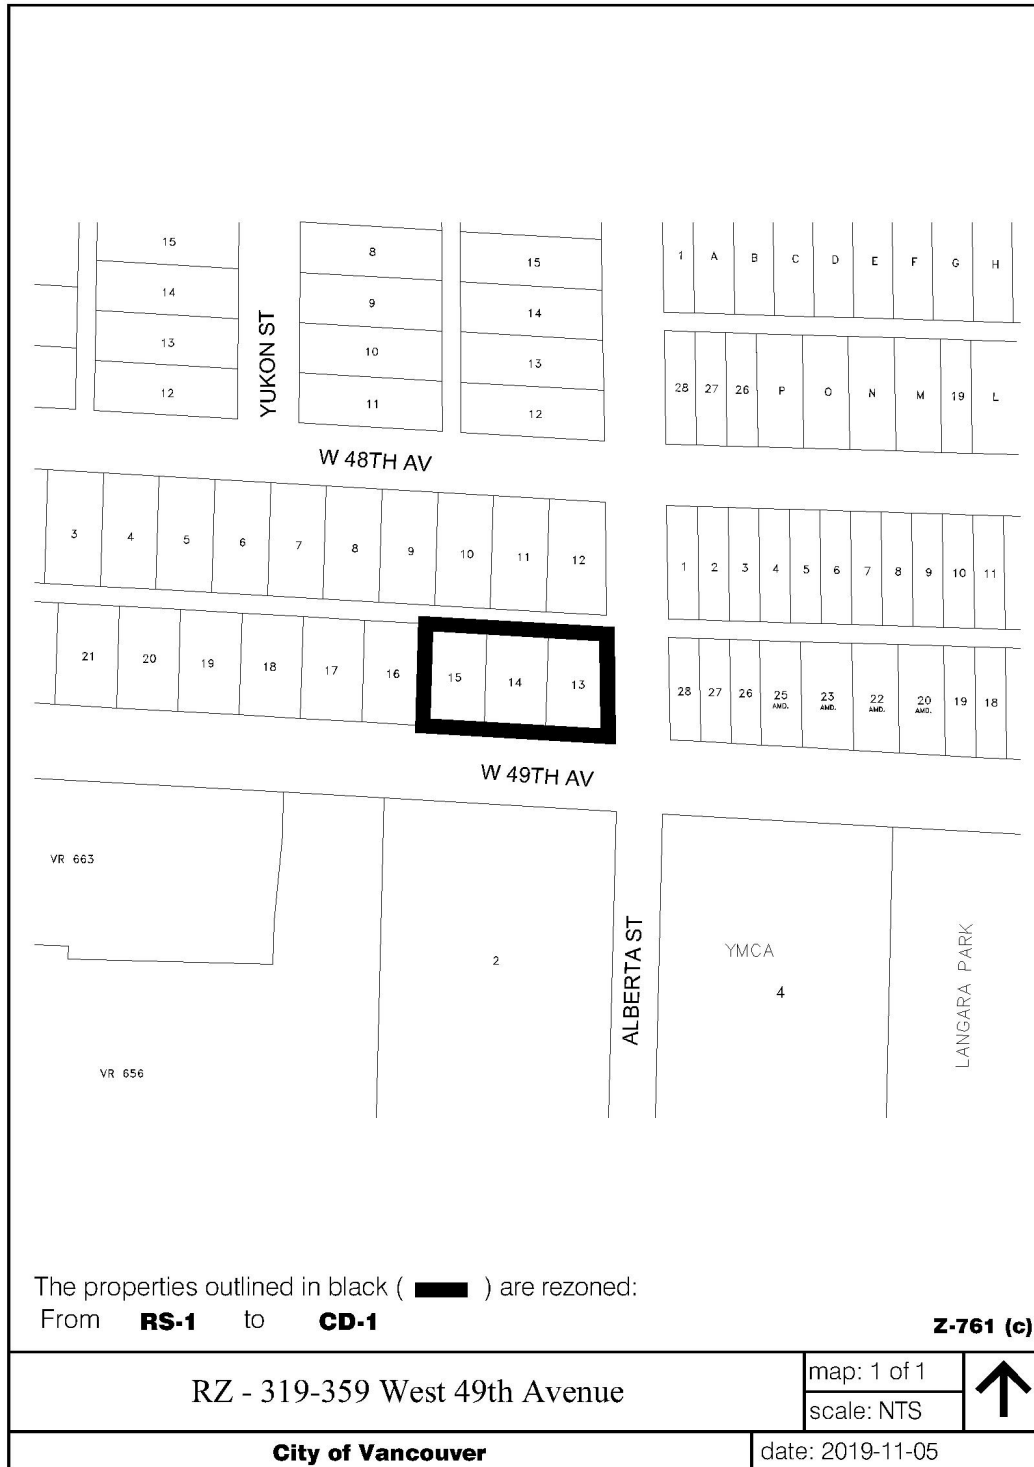 15 8 15 1 A B C D E F G H
14 9 14
13 10 13
12 11 12 28 27 26 P O N M 19 L
YUKON ST
W 48TH AV
3 4 5 6 7 8 9 10 11 12 1 2 3 4 5 6 7 8 9 10 11
21 20 19 18 17 16 15 14 13 28 27 26 25 23 22 20 19 18
AMD. AMD. AMD. AMD.
W 49TH AV
VR 663
2
ALBERTA ST
YMCA
4
LANGARA PARK
VR 656
The properties outlined in black ( ) are rezoned:
From RS-1 to CD-1
Z-761 (c)
RZ - 319-359 West 49th Avenue
map: 1 of 1
scale: NTS
City of Vancouver
date: 2019-11-05